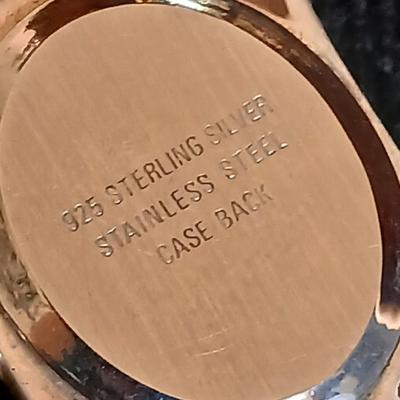 925 STERLING SILVER
STAINLESS STEEL
CASE BACK